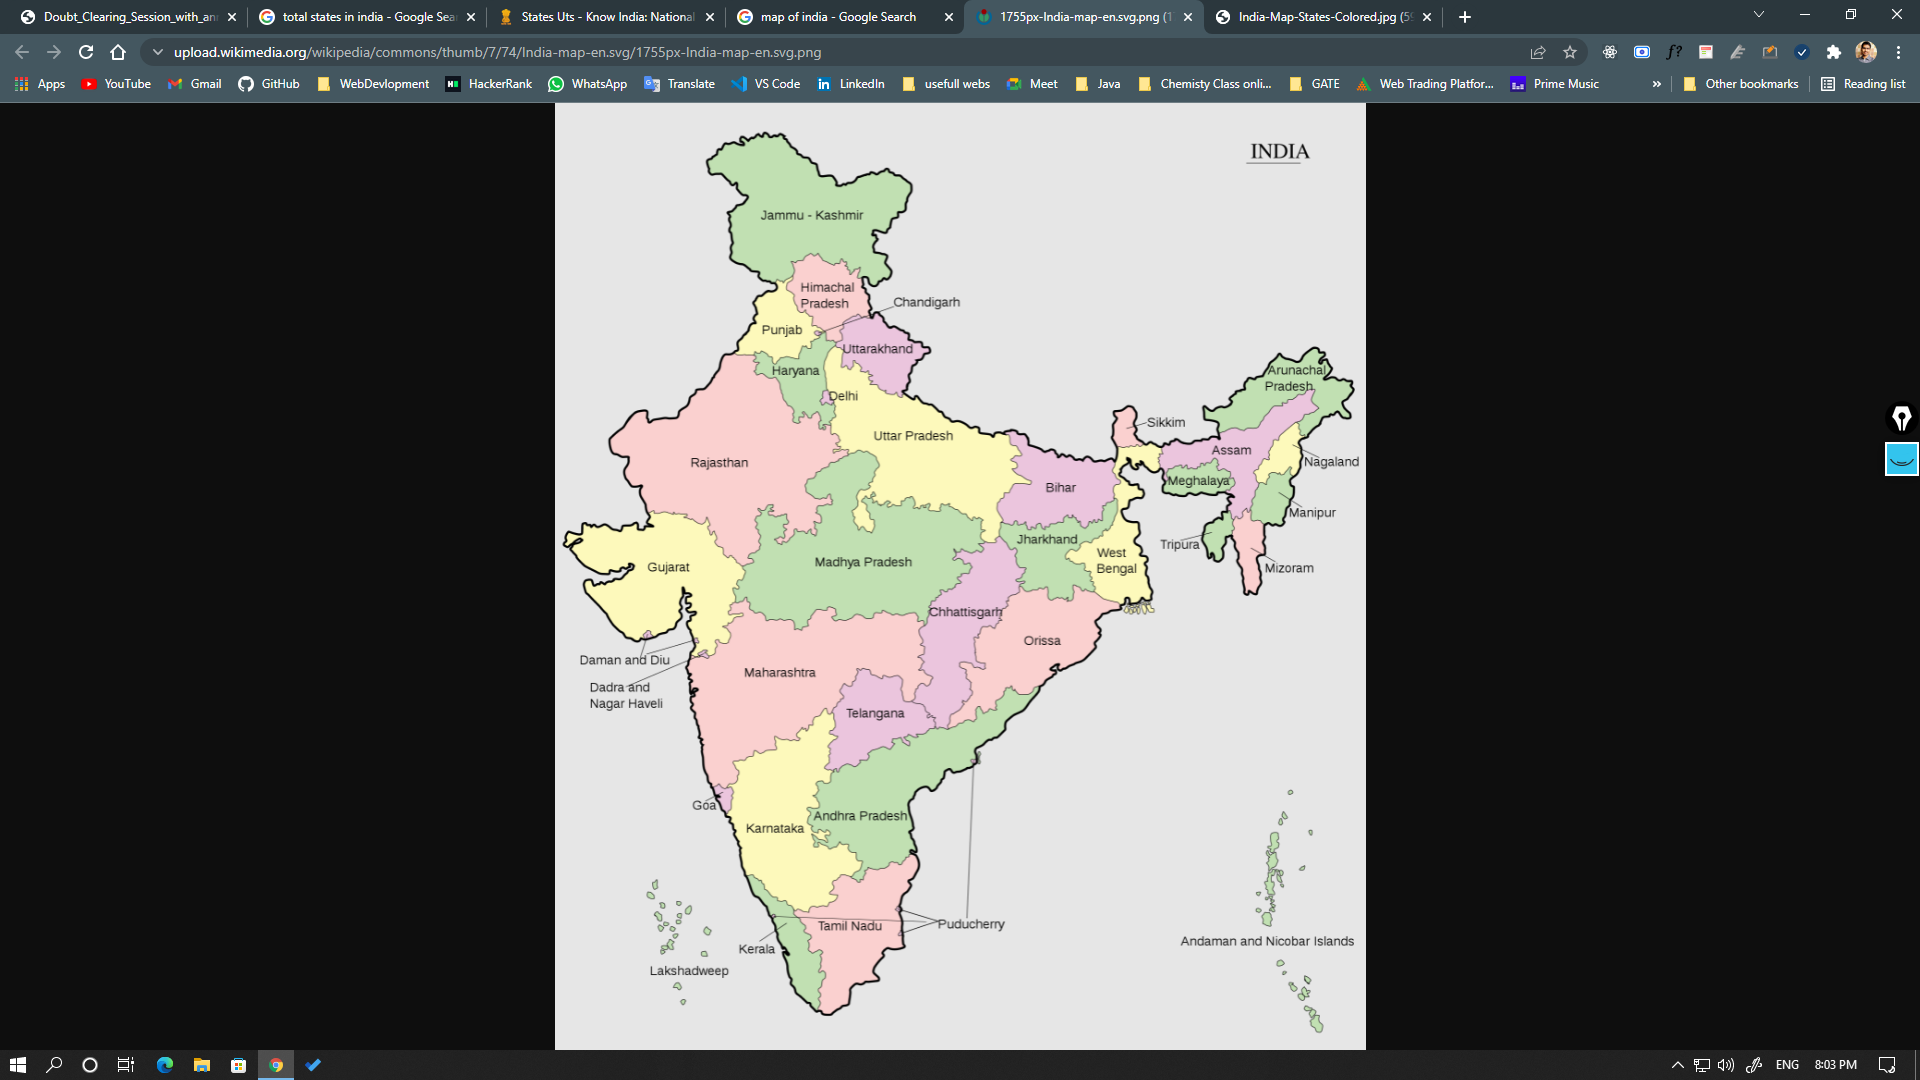 Doubt_Clearing_Session_with_ann
total states in india - Google Sear
States Uts - Know India: National
map of india - Google Search
1755px-India-map-en.svg.png (1
India-Map-States-Colored.jpg (59
upload.wikimedia.org/wikipedia/commons/thumb/7/74/India-map-en.svg/1755px-India-map-en.svg.png
Apps
YouTube
Gmail
GitHub
WebDevlopment
HackerRank
WhatsApp
Translate
VS Code
LinkedIn
usefull webs
Meet
Java
Chemisty Class onli...
GATE
Web Trading Platfor...
Prime Music
»
Other bookmarks
Reading list
INDIA
Jammu - Kashmir
Himachal
Pradesh
Chandigarh
Punjab
Uttarakhand
Haryana
Delhi
Arunachal
Pradesh
Sikkim
Uttar Pradesh
Assam
Nagaland
Rajasthan
Bihar
Meghalaya
Manipur
Jharkhand
Tripura
West
Bengal
Madhya Pradesh
Gujarat
Mizoram
Chhattisgarh
Orissa
Daman and Diu
Maharashtra
Dadra and
Nagar Haveli
Telangana
Goa
Andhra Pradesh
Karnataka
Tamil Nadu
Puducherry
Kerala
Andaman and Nicobar Islands
Lakshadweep
ENG
8:03 PM